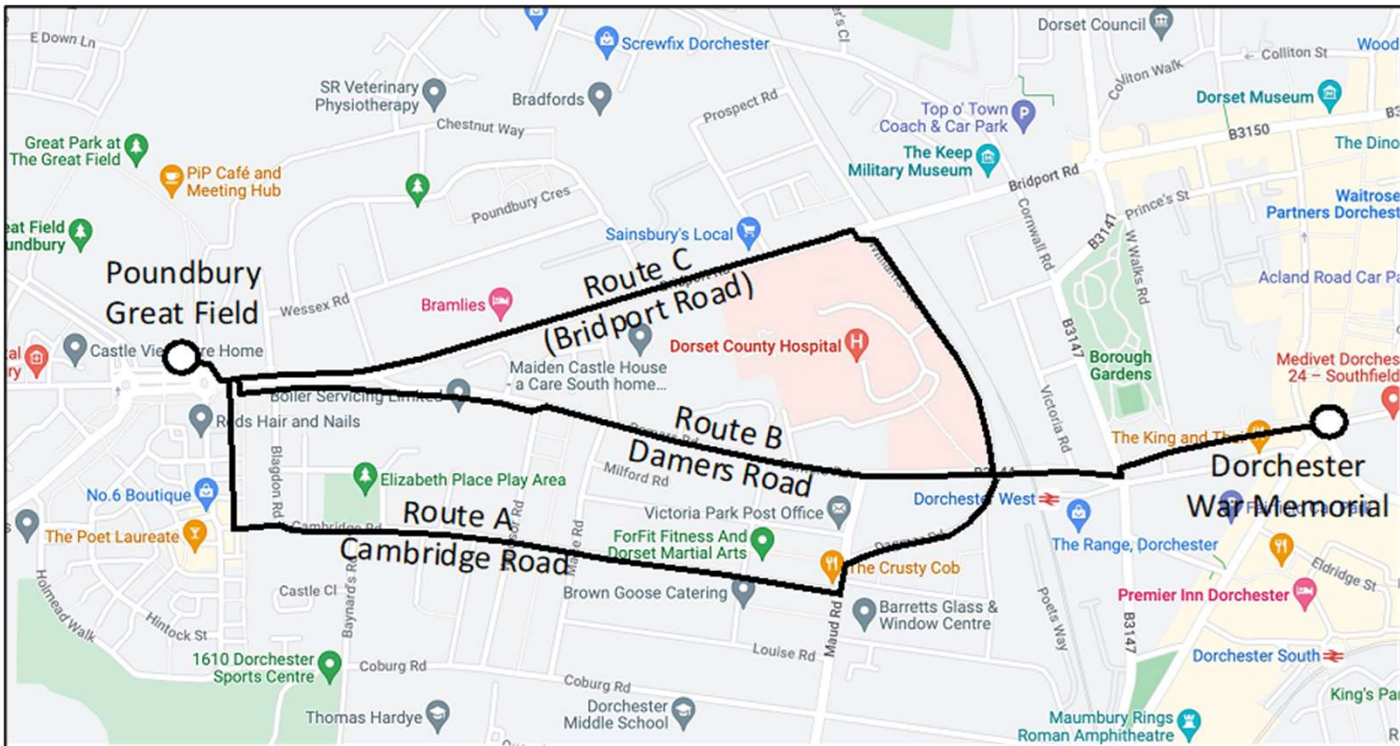 E Down Ln
Screwfix Dorchester
Dorset Council
Colliton St
Colliton Walk
SR Veterinary
Physiotherapy
Bradfords
Prospect Rd
Top o' Town
Coach & Car Park
Dorset Museum
B3150
Chestnut Way
Great Park at
The Great Field
The Keep
Military Museum
The Dino
PiP Café and
Meeting Hub
Bridport Rd
Poundbury Cres
Prince's St
Waitrose
Partners Dorchest
Cornwall Rd
B3147
W Walks Rd
eat Field
undbury
Sainsbury's Local
Poundbury
Great Field
Route C
(Bridport Road)
Acland Road Car Pa
Wessex Rd
Bramlies
B3147
Dorset County Hospital
Maiden Castle House
- a Care South home...
Borough
Gardens
Medivet Dorches
24 – Southfield
Boiler Servicing Limited
Reds Hair and Nails
Victoria Rd
Route B
Damers Road
The King and Thai
Blagdon Rd
Elizabeth Place Play Area
Milford Rd
Dorchester West
Dorchester
War Memorial
No.6 Boutique
Victoria Park Post Office
Route A
Cambridge Road
Cambridge Rd
The Poet Laureate
ForFit Fitness And
Dorset Martial Arts
The Range, Dorchester
The Crusty Cob
Eldridge St
Castle Cl
Baynard's Rd
Brown Goose Catering
Barretts Glass &
Window Centre
Premier Inn Dorchester
Holmead Walk
Hintock St
Maud Rd
Poets Way
B3147
Louise Rd
1610 Dorchester
Sports Centre
Coburg Rd
Coburg Rd
Dorchester South
Thomas Hardye
Dorchester
Middle School
King's Pa
Maumbury Rings
Roman Amphitheatre